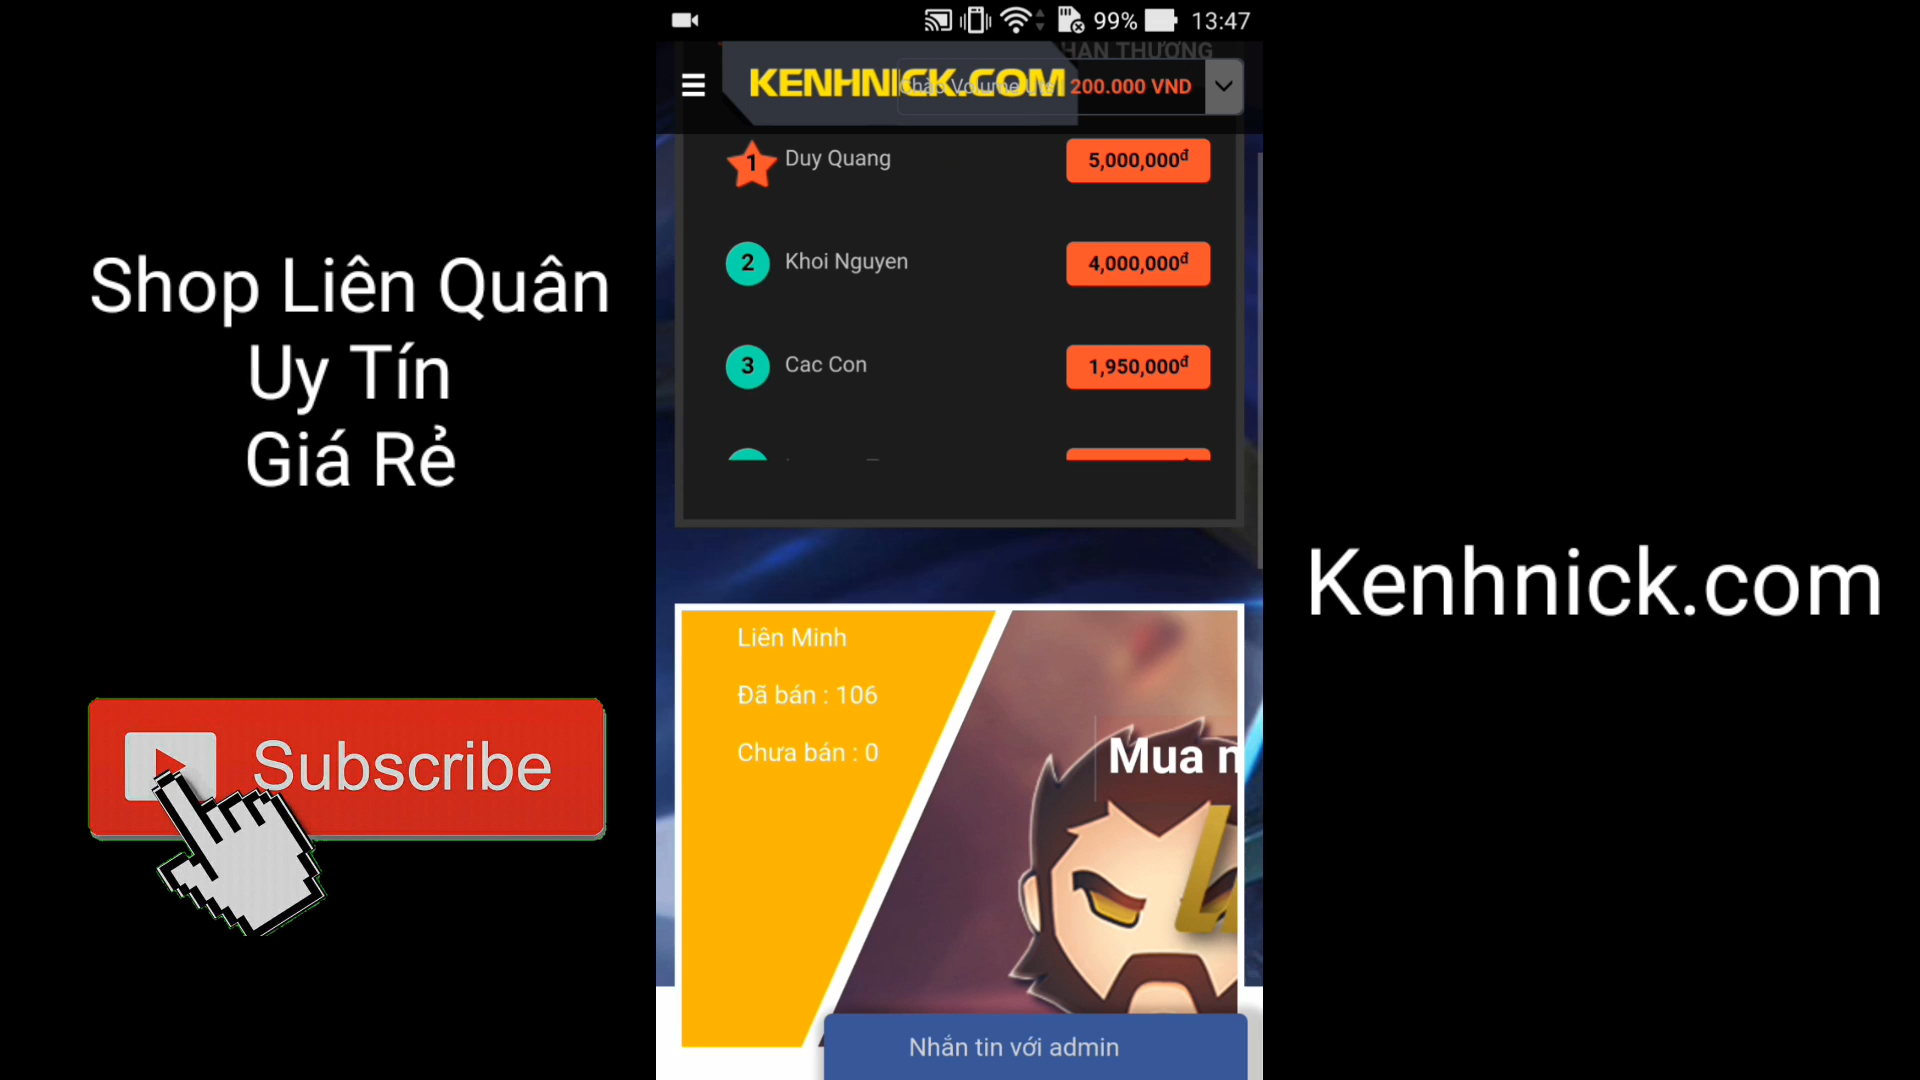 99% 13:47
HẦN THƯỞNG
KENHNICK.COM
200.000 VND
1 Duy Quang 5,000,000đ
2 Khoi Nguyen 4,000,000đ
3 Cac Con 1,950,000đ
Shop Liên Quân
Uy Tín
Giá Rẻ
Subscribe
Liên Minh
Đã bán : 106
Chưa bán : 0
Mua n
Nhắn tin với admin
Kenhnick.com